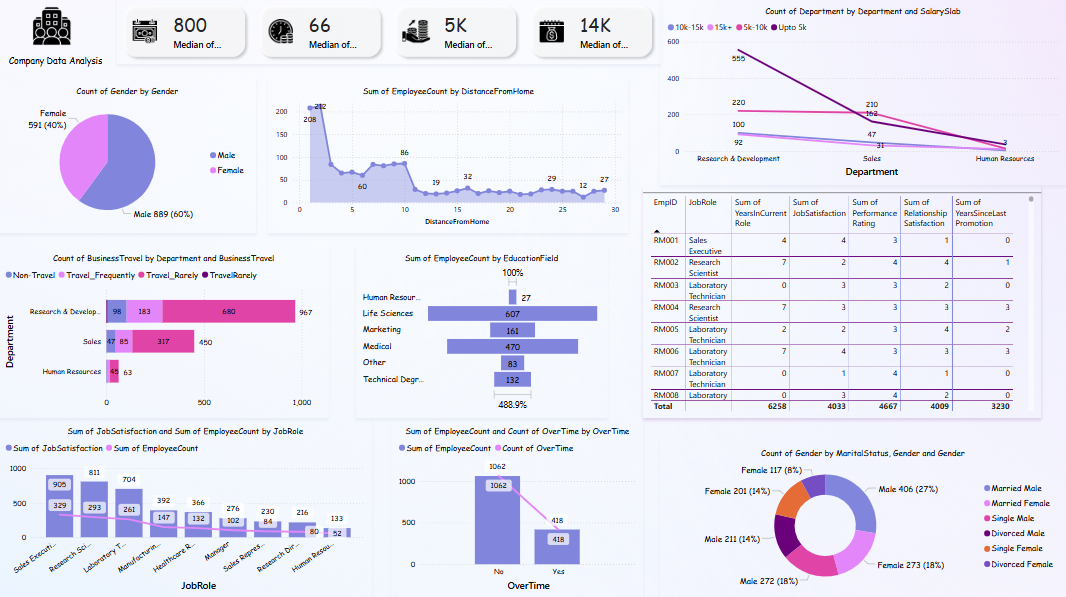 Company Data Analysis
800
Median of...
66
Median of...
5K
Median of...
14K
Median of...
Count of Department by Department and SalarySlab
10k-15k 15k+ 5k-10k Upto 5k
600
400
200
0
555
220
100
92
210
162
47
31
3
Research & Development Sales Human Resources
Department
Count of Gender by Gender
Female
591 (40%)
Male 889 (60%)
Male
Female
Sum of EmployeeCount by DistanceFromHome
200
150
100
50
0
208
212
60
86
19
32
29
12
27
0 5 10 15 20 25 30
DistanceFromHome
EmpID JobRole Sum of YearsInCurrent Role Sum of JobSatisfaction Sum of Performance Rating Sum of Relationship Satisfaction Sum of YearsSinceLast Promotion
RM001 Sales Executive 4 4 3 1 0
RM002 Research Scientist 7 2 4 4 1
RM003 Laboratory Technician 0 3 3 2 0
RM004 Research Scientist 7 3 3 3 3
RM005 Laboratory Technician 2 2 3 4 2
RM006 Laboratory Technician 7 4 3 3 3
RM007 Laboratory Technician 0 1 4 1 0
RM008 Laboratory 0 3 4 2 0
Total 6258 4033 4667 4009 3230
Count of BusinessTravel by Department and BusinessTravel
Non-Travel Travel_Frequently Travel_Rarely TravelRarely
Department
Research & Develop... 98 183 680 967
Sales 47 85 317 450
Human Resources 45 63
0 500 1,000
Sum of EmployeeCount by EducationField
100%
Human Resour... 27
Life Sciences 607
Marketing 161
Medical 470
Other 83
Technical Degr... 132
488.9%
Sum of JobSatisfaction and Sum of EmployeeCount by JobRole
Sum of JobSatisfaction Sum of EmployeeCount
1000
500
0
905 811 704 392 366 276 230 216 133
329 293 261 147 132 102 84 80 52
Sales Executi... Research Sci... Laboratory T... Manufacturin... Healthcare R... Manager Sales Repres... Research Dir... Human Resou...
JobRole
Sum of EmployeeCount and Count of OverTime by OverTime
Sum of EmployeeCount Count of OverTime
1000
500
0
1062
1062
418
418
No Yes
OverTime
Count of Gender by MaritalStatus, Gender and Gender
Female 117 (8%)
Female 201 (14%)
Male 211 (14%)
Male 272 (18%)
Male 406 (27%)
Female 273 (18%)
Married Male
Married Female
Single Male
Divorced Male
Single Female
Divorced Female